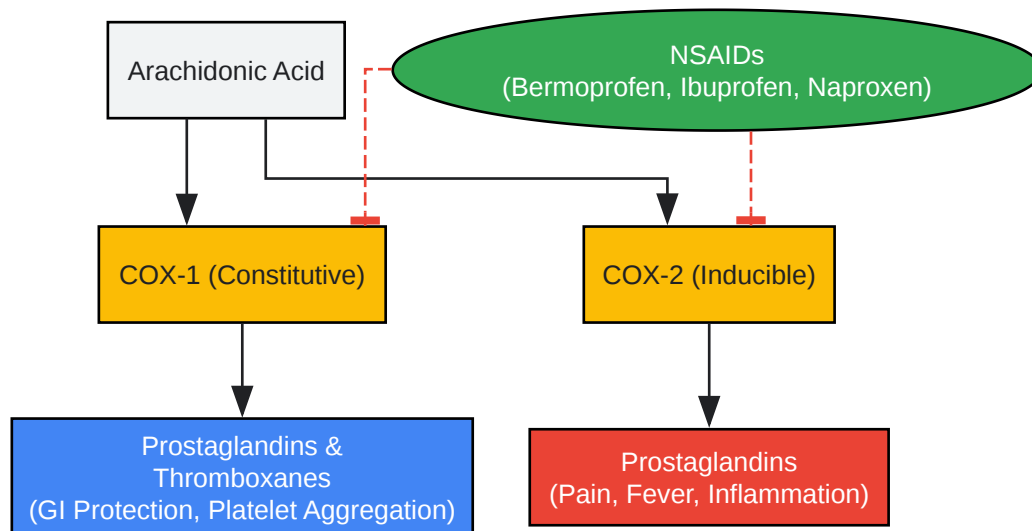 Arachidonic Acid
NSAIDs
(Bermoprofen, Ibuprofen, Naproxen)
COX-1 (Constitutive)
COX-2 (Inducible)
Prostaglandins &
Thromboxanes
(GI Protection, Platelet Aggregation)
Prostaglandins
(Pain, Fever, Inflammation)